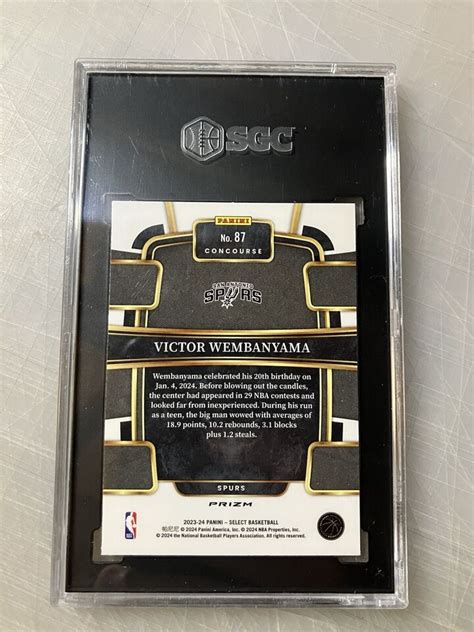 SGC
PANINI
No. 87
CONCOURSE
SAN ANTONIO
SPURS
VICTOR WEMBANYAMA
Wembanyama celebrated his 20th birthday on
Jan. 4, 2024. Before blowing out the candles,
the center had appeared in 29 NBA contests and
looked far from inexperienced. During his run
as a teen, the big man wowed with averages of
18.9 points, 10.2 rebounds, 3.1 blocks
plus 1.2 steals.
SPURS
PRIZM
2023-24 PANINI – SELECT BASKETBALL
帕尼尼 © 2024 Panini America, Inc. © 2024 NBA Properties, Inc.
© 2024 the National Basketball Players Association. All rights reserved.